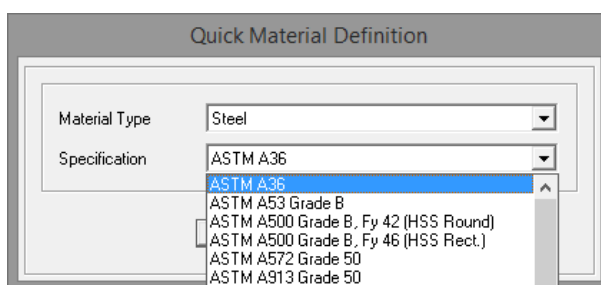 Quick Material Definition
Material Type Steel
Specification ASTM A36
ASTM A36
ASTM A53 Grade B
ASTM A500 Grade B, Fy 42 (HSS Round)
ASTM A500 Grade B, Fy 46 (HSS Rect.)
ASTM A572 Grade 50
ASTM A913 Grade 50